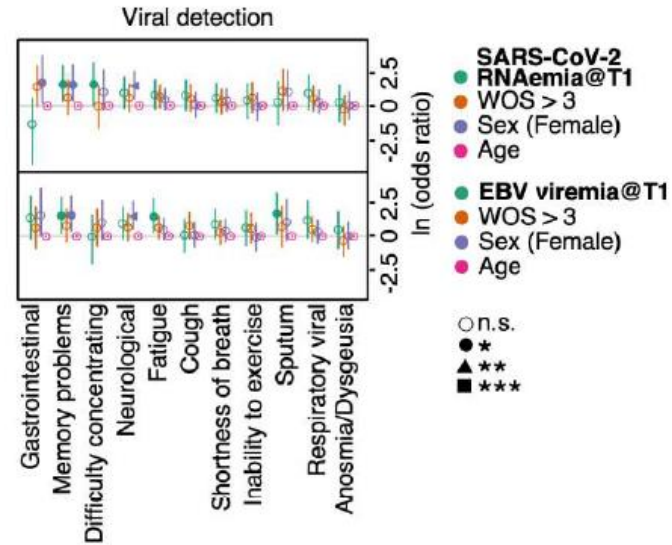 Viral detection
2.5
0
-2.5
2.5
0
-2.5
ln (odds ratio)
Gastrointestinal
Memory problems
Difficulty concentrating
Neurological
Fatigue
Cough
Shortness of breath
Inability to exercise
Sputum
Respiratory viral
Anosmia/Dysgeusia
SARS-CoV-2
RNAemia@T1
WOS > 3
Sex (Female)
Age
EBV viremia@T1
WOS > 3
Sex (Female)
Age
n.s.
*
**
***